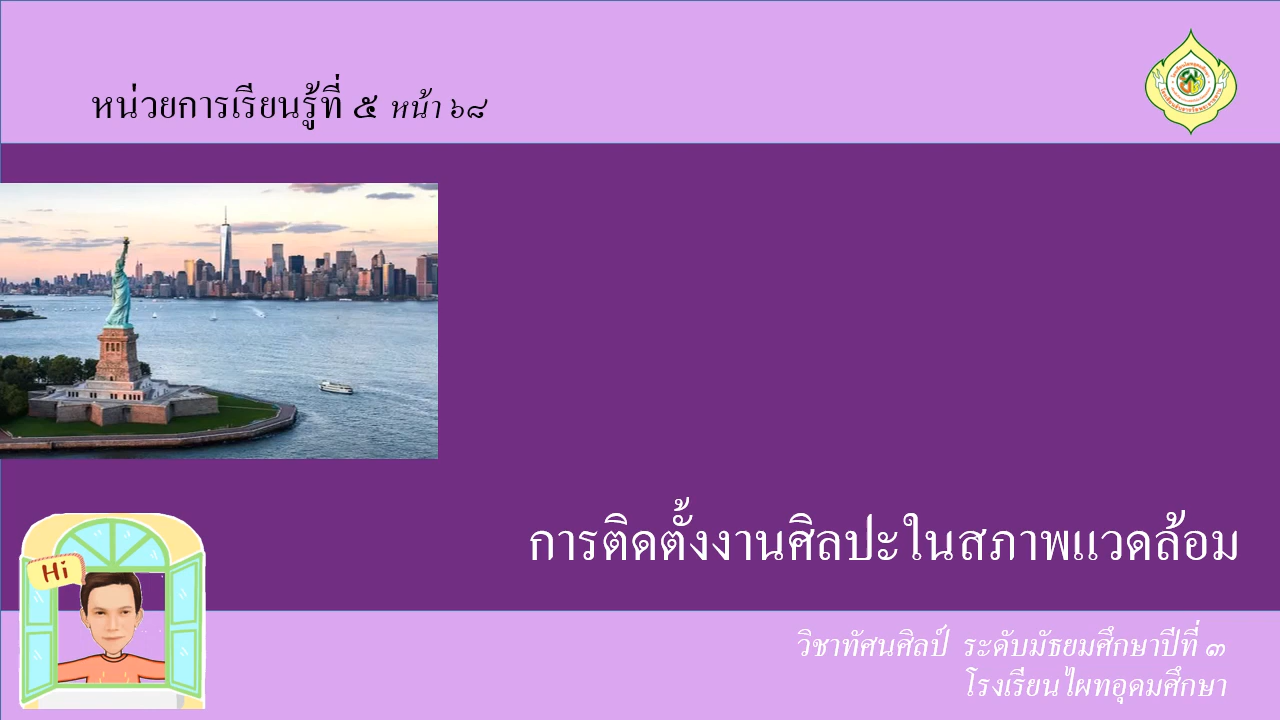 หน่วยการเรียนรู้ที่ ๕ หน้า ๖๘
Hi
การติดตั้งงานศิลปะในสภาพแวดล้อม
วิชาทัศนศิลป์ ระดับมัธยมศึกษาปีที่ ๓
โรงเรียนไผทอุดมศึกษา